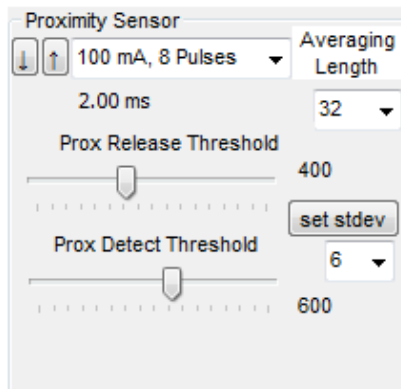 Proximity Sensor
↓ ↑ 100 mA, 8 Pulses
Averaging
Length
2.00 ms
32
Prox Release Threshold
400
set stdev
Prox Detect Threshold
6
600